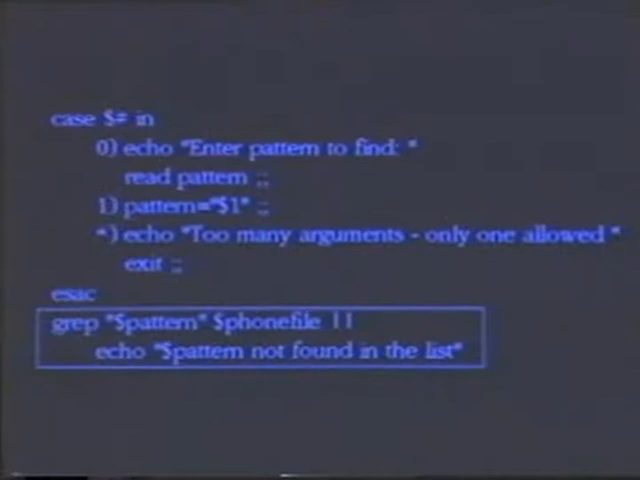 case $# in
0) echo "Enter pattern to find: "
read pattern ;;
1) pattern="$1" ;;
*) echo "Too many arguments - only one allowed "
exit ;;
esac
grep "$pattern" $phonefile ||
echo "$pattern not found in the list"